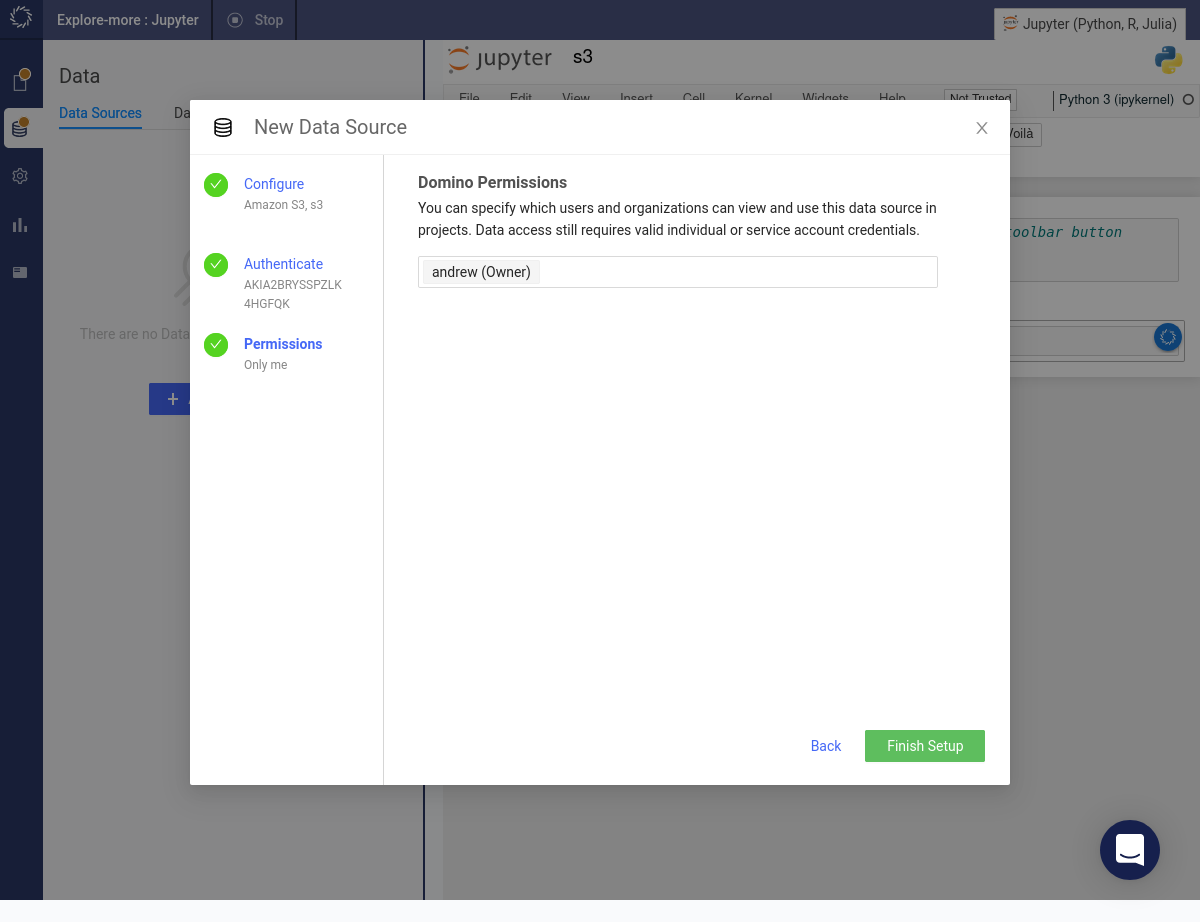 Explore-more : Jupyter
Stop
Jupyter (Python, R, Julia)
Data
jupyter
s3
Data Sources
File
Edit
View
Insert
Cell
Kernel
Widgets
Help
Not Trusted
Python 3 (ipykernel)
New Data Source
Voilà
Configure
Amazon S3, s3
Authenticate
AKIA2BRYSSPZLK
4HGFQK
Permissions
Only me
Domino Permissions
You can specify which users and organizations can view and use this data source in
projects. Data access still requires valid individual or service account credentials.
andrew (Owner)
toolbar button
There are no Data
Back
Finish Setup